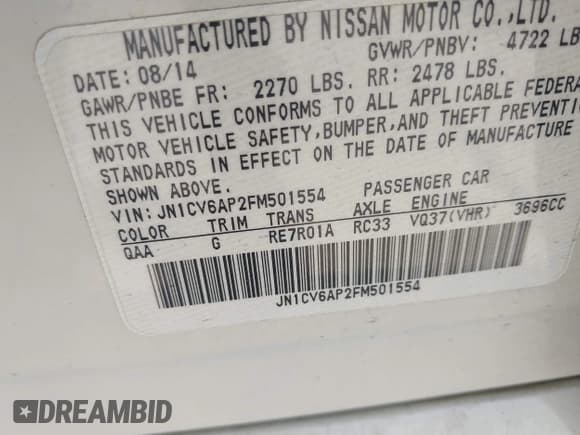 MANUFACTURED BY NISSAN MOTOR CO.,LTD.
DATE: 08/14 GVWR/PNBV: 4722 LB
GAWR/PNBE FR: 2270 LBS. RR: 2478 LBS.
THIS VEHICLE CONFORMS TO ALL APPLICABLE FEDERA
MOTOR VEHICLE SAFETY,BUMPER,AND THEFT PREVENTI
STANDARDS IN EFFECT ON THE DATE OF MANUFACTURE
SHOWN ABOVE.
VIN: JN1CV6AP2FM501554 PASSENGER CAR
COLOR TRIM TRANS AXLE ENGINE
QAA G RE7R01A RC33 VQ37(VHR) 3696CC
JN1CV6AP2FM501554
DREAMBID